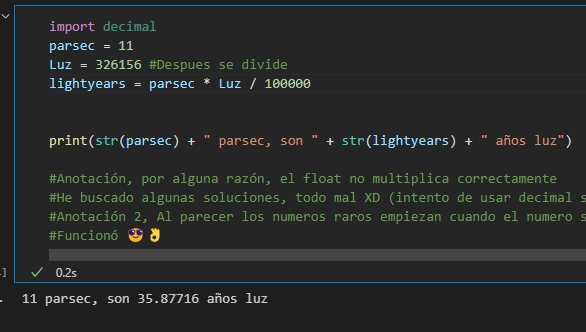 import decimal
parsec = 11
Luz = 326156 #Despues se divide
lightyears = parsec * Luz / 100000
print(str(parsec) + " parsec, son " + str(lightyears) + " años luz")
#Anotación, por alguna razón, el float no multiplica correctamente
#He buscado algunas soluciones, todo mal XD (intento de usar decimal s
#Anotación 2, Al parecer los numeros raros empiezan cuando el numero s
#Funcionó 😎👌
✓ 0.2s
11 parsec, son 35.87716 años luz